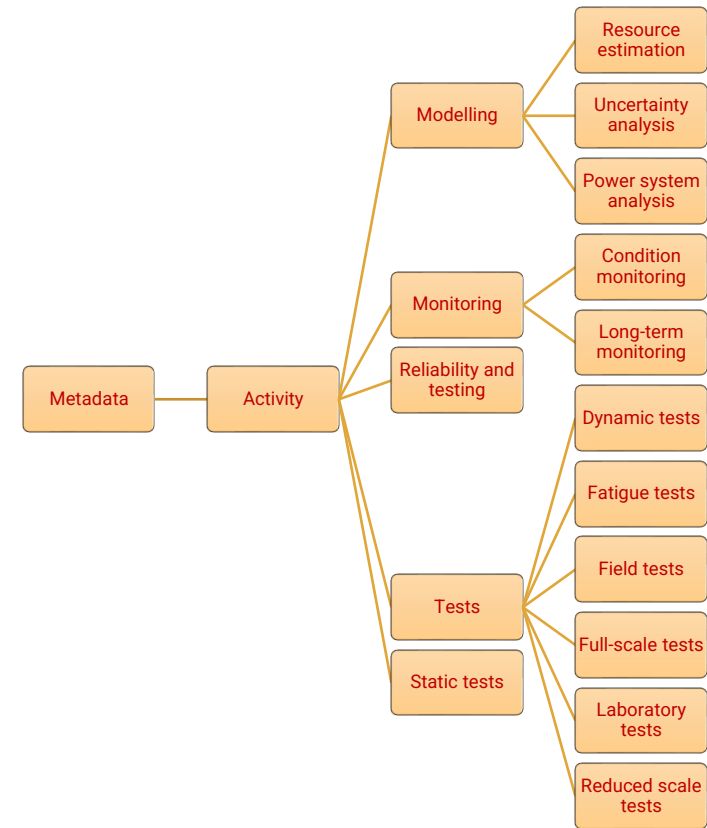 Metadata
Activity
Modelling
Resource
estimation
Uncertainty
analysis
Power system
analysis
Monitoring
Condition
monitoring
Long-term
monitoring
Reliability and
testing
Tests
Dynamic tests
Fatigue tests
Field tests
Full-scale tests
Laboratory
tests
Reduced scale
tests
Static tests